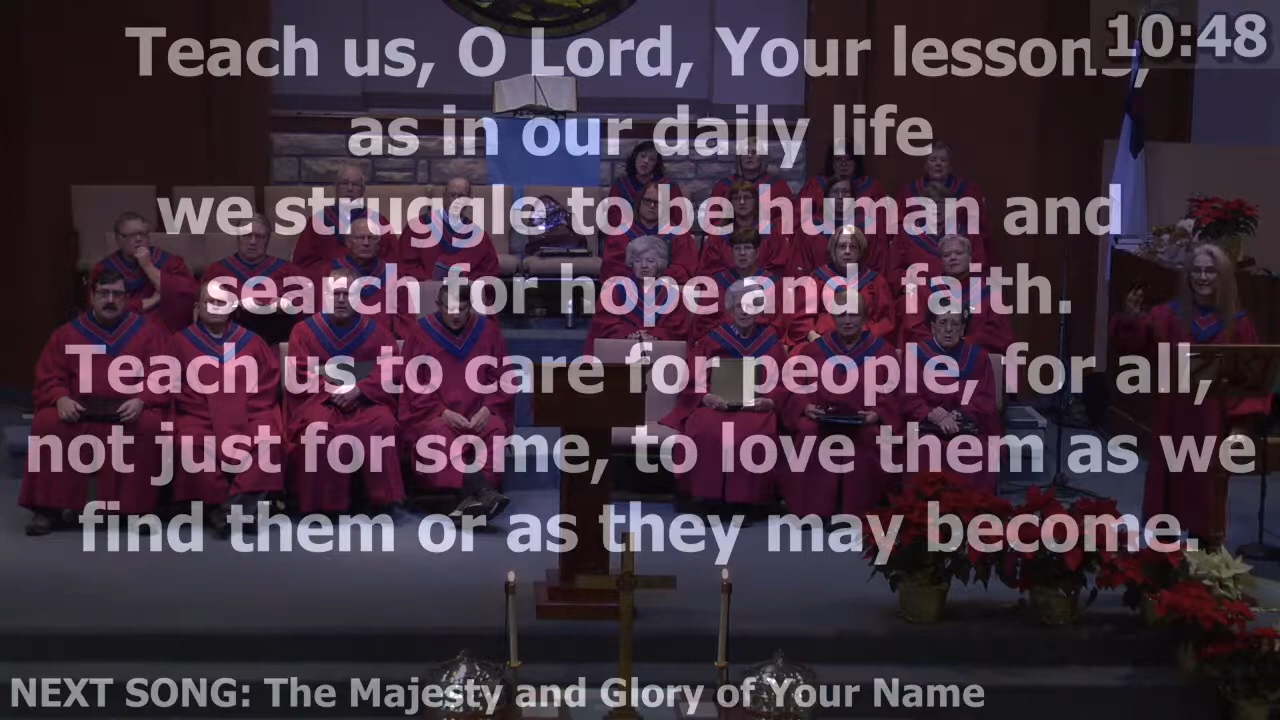 Teach us, O Lord, Your lessons,
10:48
as in our daily life
we struggle to be human and
search for hope and faith.
Teach us to care for people, for all,
not just for some, to love them as we
find them or as they may become.
NEXT SONG: The Majesty and Glory of Your Name